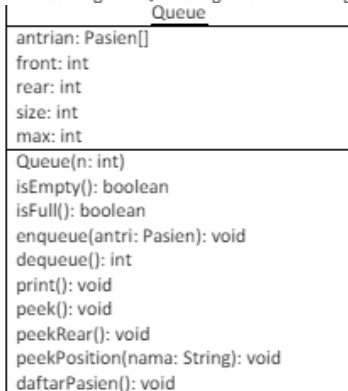 Queue
antrian: Pasien[]
front: int
rear: int
size: int
max: int
Queue(n: int)
isEmpty(): boolean
isFull(): boolean
enqueue(antri: Pasien): void
dequeue(): int
print(): void
peek(): void
peekRear(): void
peekPosition(nama: String): void
daftarPasien(): void